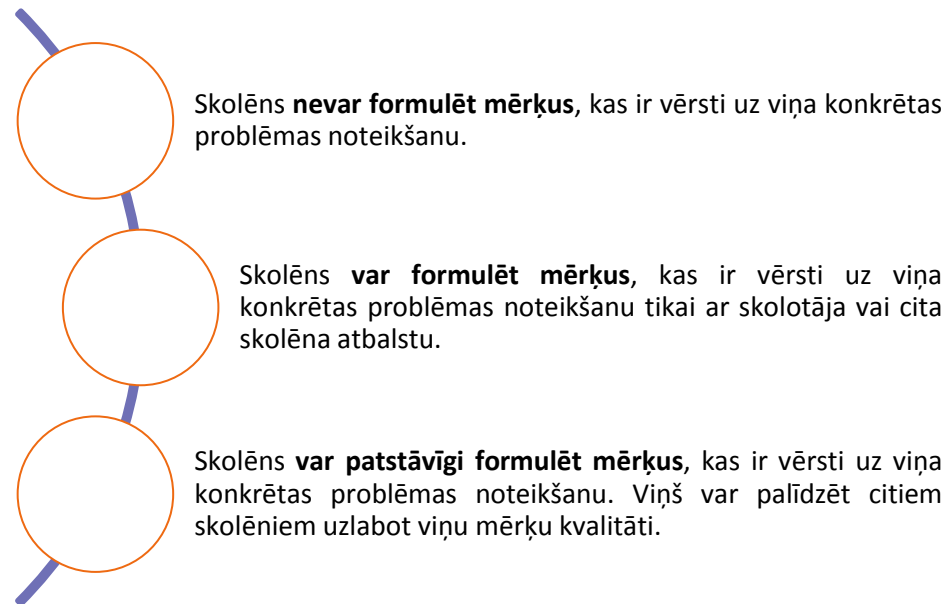 Skolēns nevar formulēt mērķus, kas ir vērsti uz viņa konkrētas
problēmas noteikšanu.
Skolēns var formulēt mērķus, kas ir vērsti uz viņa
konkrētas problēmas noteikšanu tikai ar skolotāja vai cita
skolēna atbalstu.
Skolēns var patstāvīgi formulēt mērķus, kas ir vērsti uz viņa
konkrētas problēmas noteikšanu. Viņš var palīdzēt citiem
skolēniem uzlabot viņu mērķu kvalitāti.